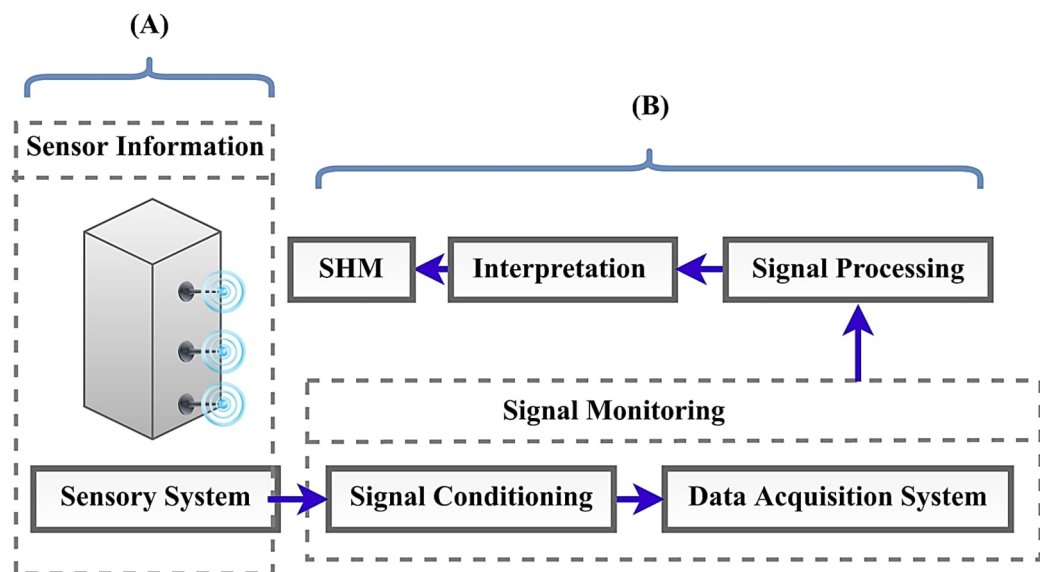 (A)
(B)
Sensor Information
SHM
Interpretation
Signal Processing
Signal Monitoring
Sensory System
Signal Conditioning
Data Acquisition System